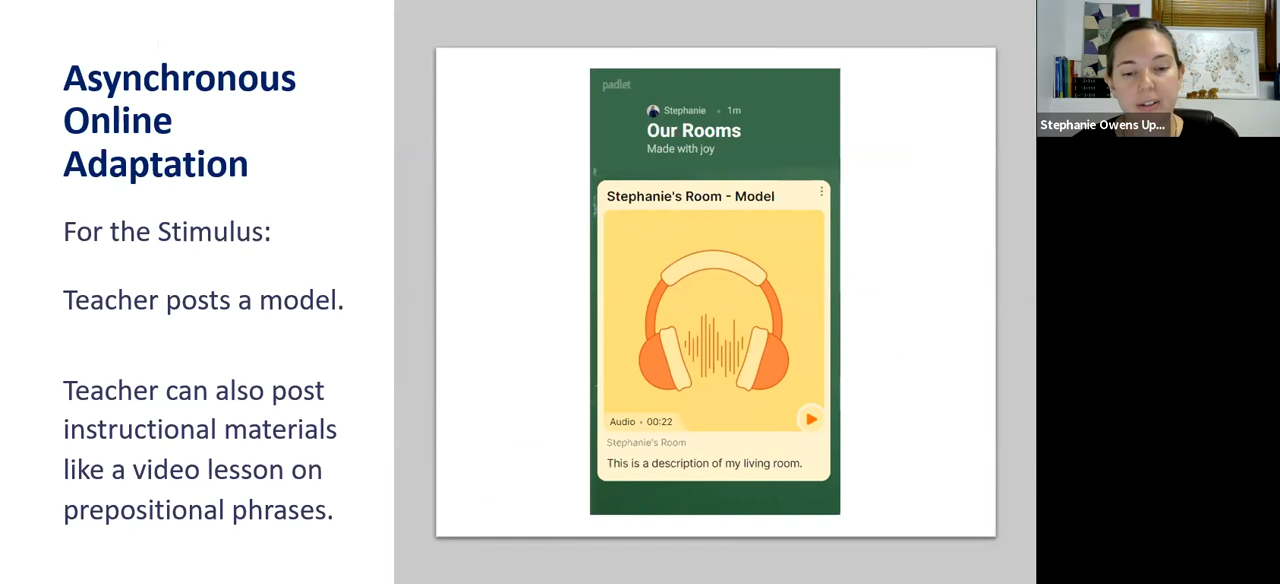 Asynchronous
Online
Adaptation
For the Stimulus:
Teacher posts a model.
Teacher can also post
instructional materials
like a video lesson on
prepositional phrases.
padlet
Stephanie • 1m
Our Rooms
Made with joy
Stephanie's Room - Model
Audio • 00:22
Stephanie's Room
This is a description of my living room.
Stephanie Owens Up...